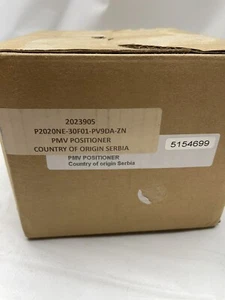 2023905
P2020NE-30F01-PV9DA-ZN
PMV POSITIONER
COUNTRY OF ORIGIN SERBIA
5154699
PMV POSITIONER
Country of origin Serbia